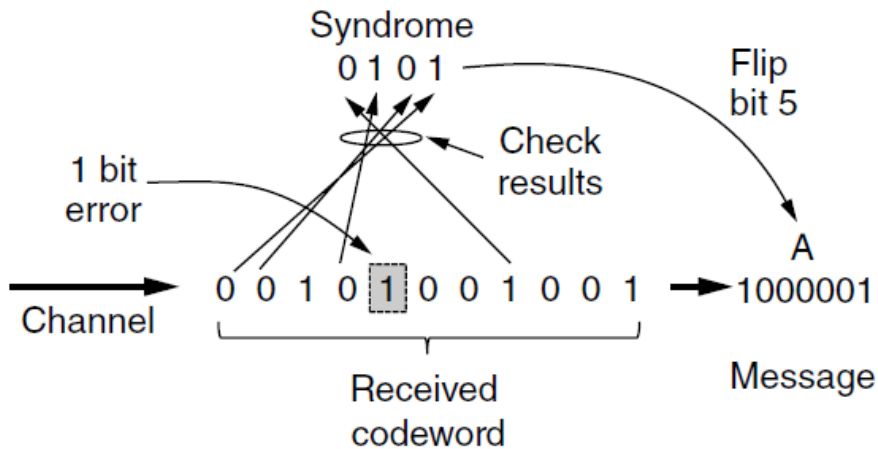 Syndrome
0 1 0 1
Flip
bit 5
Check
results
1 bit
error
A
0 0 1 0 1 0 0 1 0 0 1
1000001
Channel
Message
Received
codeword